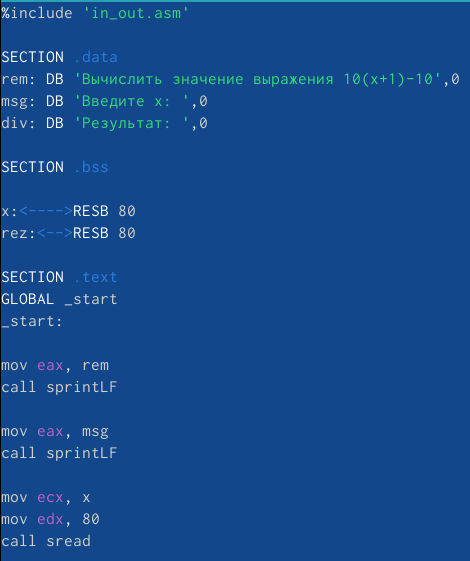 %include 'in_out.asm'
SECTION .data
rem: DB 'Вычислить значение выражения 10(x+1)-10',0
msg: DB 'Введите x: ',0
div: DB 'Результат: ',0
SECTION .bss
x:<---->RESB 80
rez:<-->RESB 80
SECTION .text
GLOBAL _start
_start:
mov eax, rem
call sprintLF
mov eax, msg
call sprintLF
mov ecx, x
mov edx, 80
call sread